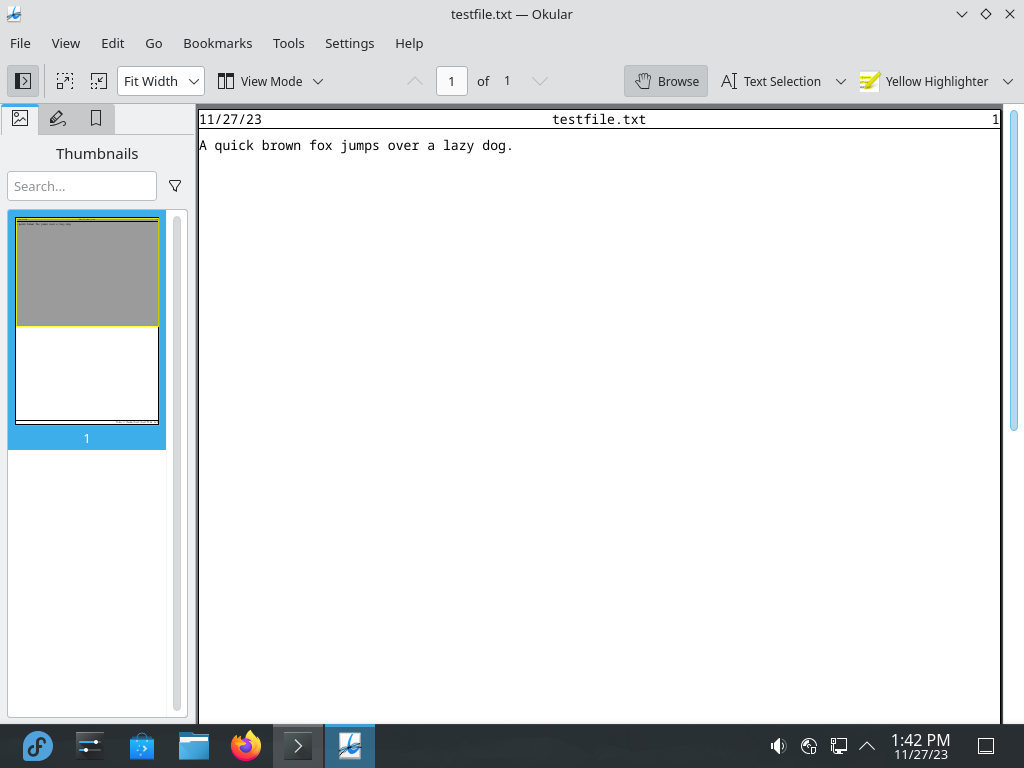 testfile.txt — Okular
File View Edit Go Bookmarks Tools Settings Help
Fit Width View Mode 1 of 1 Browse Text Selection Yellow Highlighter
Thumbnails
Search...
1
11/27/23 testfile.txt 1
A quick brown fox jumps over a lazy dog.
1:42 PM
11/27/23